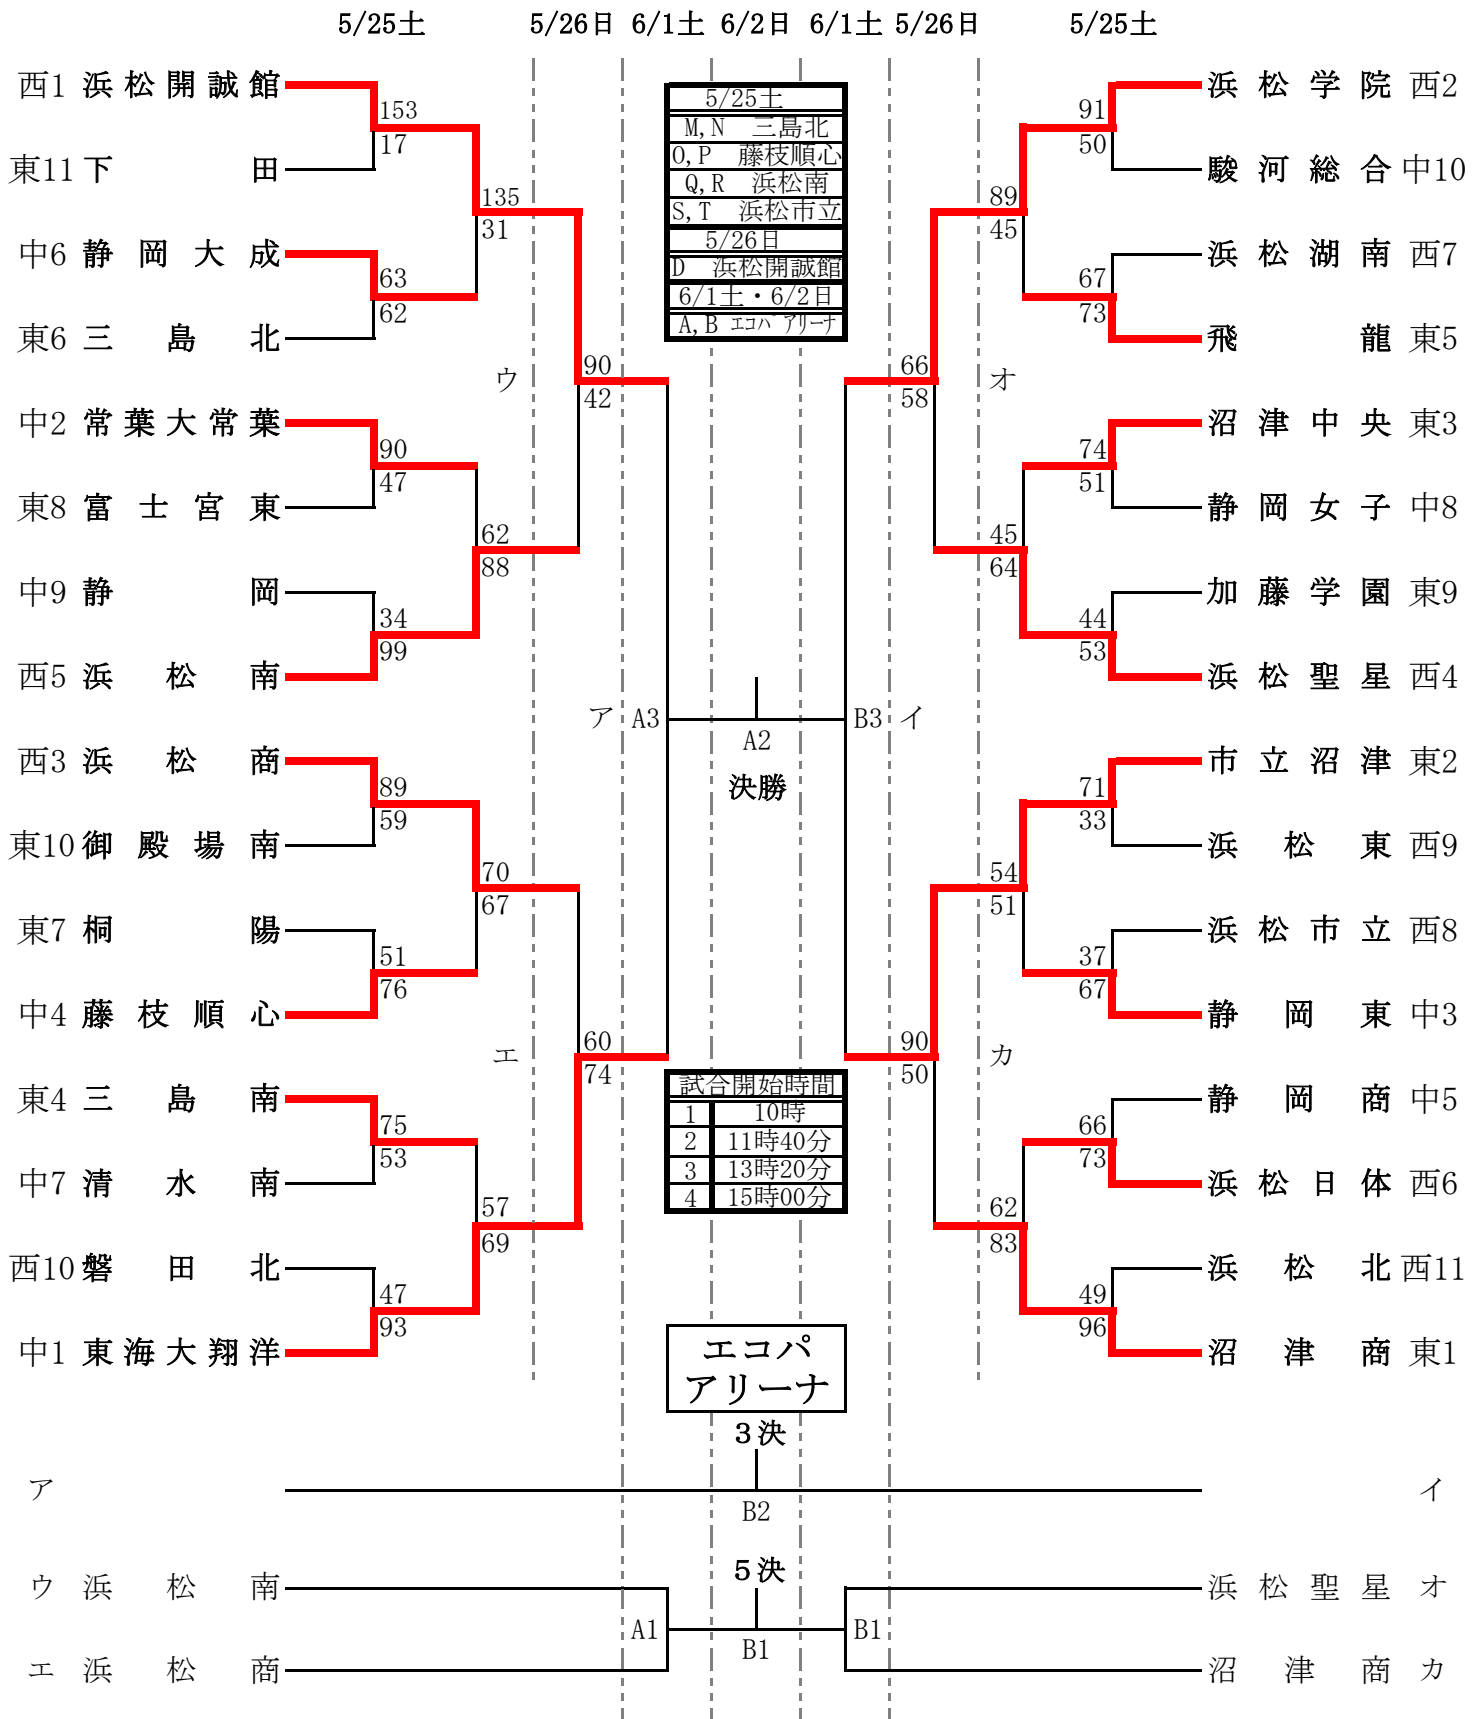 5/25土 5/26日 6/1土 6/2日 6/1土 5/26日 5/25土
西1 浜松開誠館
153
17
東11 下田
135
31
中6 静岡大成
63
62
東6 三島北
ウ
90
42
中2 常葉大常葉
90
47
東8 富士宮東
62
88
中9 静岡
34
99
西5 浜松南
ア A3
西3 浜松商
89
59
東10 御殿場南
70
67
東7 桐陽
51
76
中4 藤枝順心
エ
60
74
東4 三島南
75
53
中7 清水南
57
69
西10 磐田北
47
93
中1 東海大翔洋
5/25土
M,N 三島北
O,P 藤枝順心
Q,R 浜松南
S,T 浜松市立
5/26日
D 浜松開誠館
6/1土・6/2日
A,B エコパアリーナ
A2
決勝
試合開始時間
1 10時
2 11時40分
3 13時20分
4 15時00分
エコパ
アリーナ
浜松学院 西2
91
50
駿河総合 中10
89
45
浜松湖南 西7
67
73
飛龍 東5
66
58
オ
沼津中央 東3
74
51
静岡女子 中8
45
64
加藤学園 東9
44
53
浜松聖星 西4
B3 イ
市立沼津 東2
71
33
浜松東 西9
54
51
浜松市立 西8
37
67
静岡東 中3
90
50
カ
静岡商 中5
66
73
浜松日体 西6
62
83
浜松北 西11
49
96
沼津商 東1
3決
ア イ
B2
5決
ウ 浜松南 浜松聖星 オ
A1 B1 B1
エ 浜松商 沼津商 カ